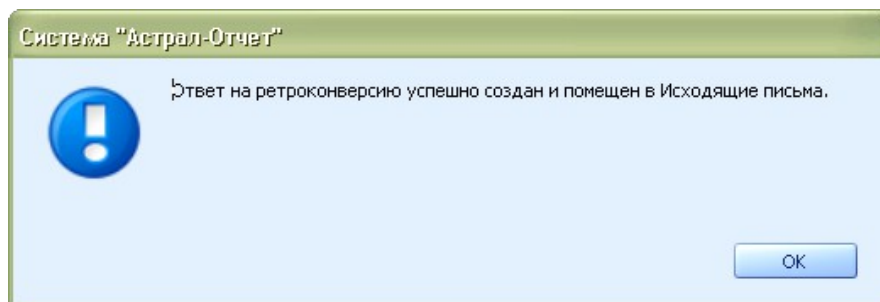 Система "Астрал-Отчет"
Ответ на ретроконверсию успешно создан и помещен в Исходящие письма.
OK